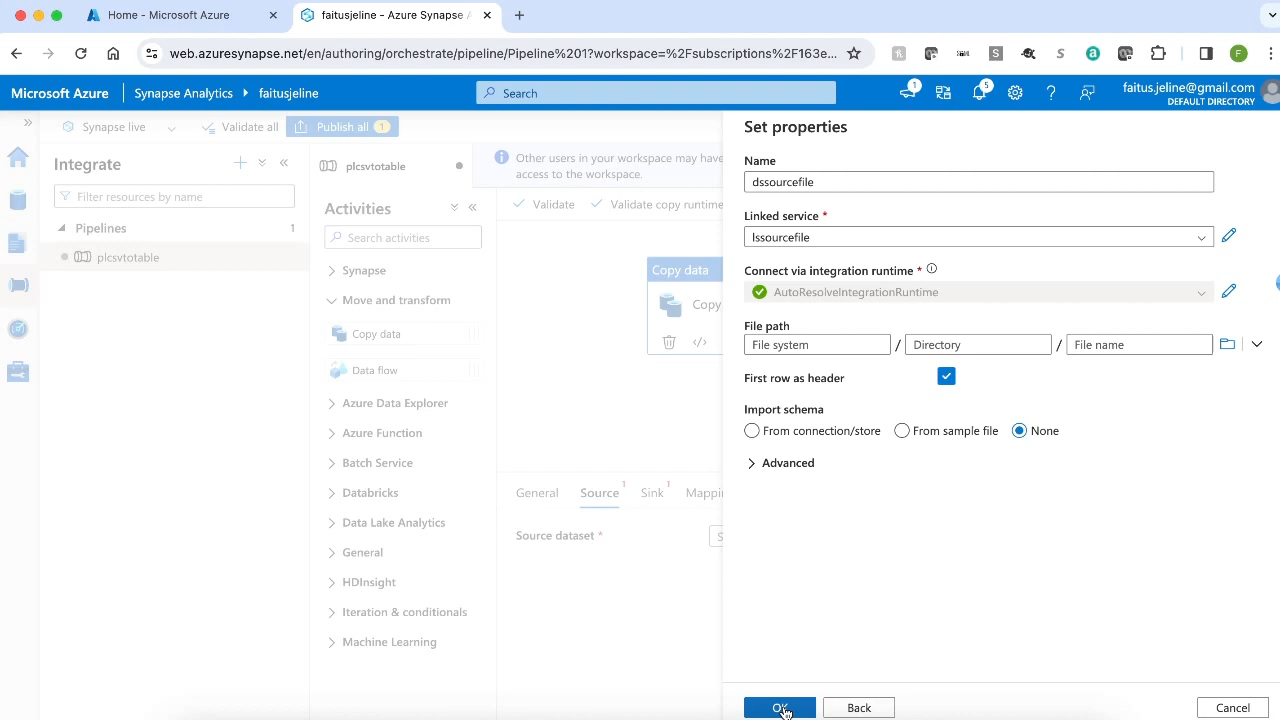 Home - Microsoft Azure
faitusjeline - Azure Synapse A
web.azuresynapse.net/en/authoring/orchestrate/pipeline/Pipeline%201?workspace=%2Fsubscriptions%2F163e...
Microsoft Azure
Synapse Analytics
faitusjeline
Search
1
5
faitus.jeline@gmail.com
DEFAULT DIRECTORY
Synapse live
Validate all
Publish all 1
Integrate
Filter resources by name
Pipelines 1
plcsvtotable
plcsvtotable
Activities
Search activities
Synapse
Move and transform
Copy data
Data flow
Azure Data Explorer
Azure Function
Batch Service
Databricks
Data Lake Analytics
General
HDInsight
Iteration & conditionals
Machine Learning
Other users in your workspace may have
access to the workspace.
Validate
Validate copy runtime
Copy data
Copy
General
Source 1
Sink 1
Mappin
Source dataset *
S
Set properties
Name
dssourcefile
Linked service *
lssourcefile
Connect via integration runtime *
AutoResolveIntegrationRuntime
File path
File system / Directory / File name
First row as header
Import schema
From connection/store From sample file None
Advanced
OK
Back
Cancel